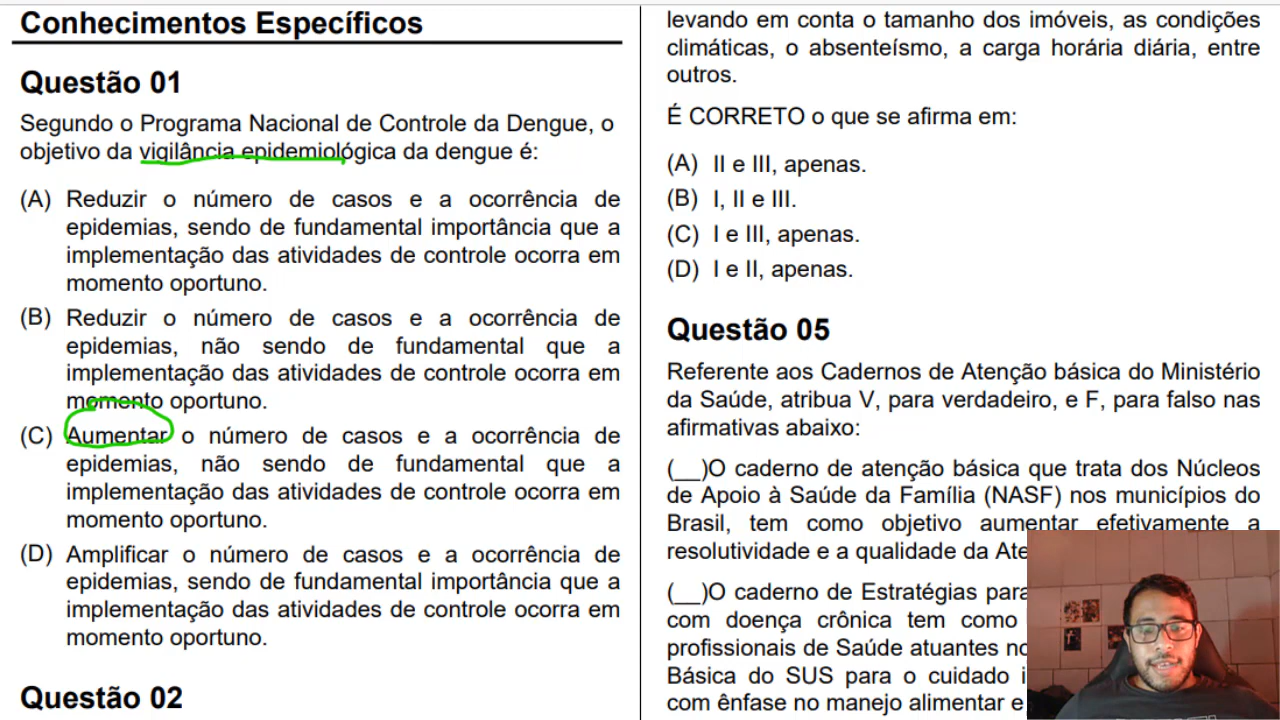 Conhecimentos Específicos
Questão 01
Segundo o Programa Nacional de Controle da Dengue, o
objetivo da vigilância epidemiológica da dengue é:
(A) Reduzir o número de casos e a ocorrência de
epidemias, sendo de fundamental importância que a
implementação das atividades de controle ocorra em
momento oportuno.
(B) Reduzir o número de casos e a ocorrência de
epidemias, não sendo de fundamental que a
implementação das atividades de controle ocorra em
momento oportuno.
(C) Aumentar o número de casos e a ocorrência de
epidemias, não sendo de fundamental que a
implementação das atividades de controle ocorra em
momento oportuno.
(D) Amplificar o número de casos e a ocorrência de
epidemias, sendo de fundamental importância que a
implementação das atividades de controle ocorra em
momento oportuno.
Questão 02
levando em conta o tamanho dos imóveis, as condições
climáticas, o absenteísmo, a carga horária diária, entre
outros.
É CORRETO o que se afirma em:
(A) II e III, apenas.
(B) I, II e III.
(C) I e III, apenas.
(D) I e II, apenas.
Questão 05
Referente aos Cadernos de Atenção básica do Ministério
da Saúde, atribua V, para verdadeiro, e F, para falso nas
afirmativas abaixo:
(__)O caderno de atenção básica que trata dos Núcleos
de Apoio à Saúde da Família (NASF) nos municípios do
Brasil, tem como objetivo aumentar efetivamente a
resolutividade e a qualidade da
(__)O caderno de Estratégias para
com doença crônica tem como
profissionais de Saúde atuantes
Básica do SUS para o cuidado
com ênfase no manejo alimentar e